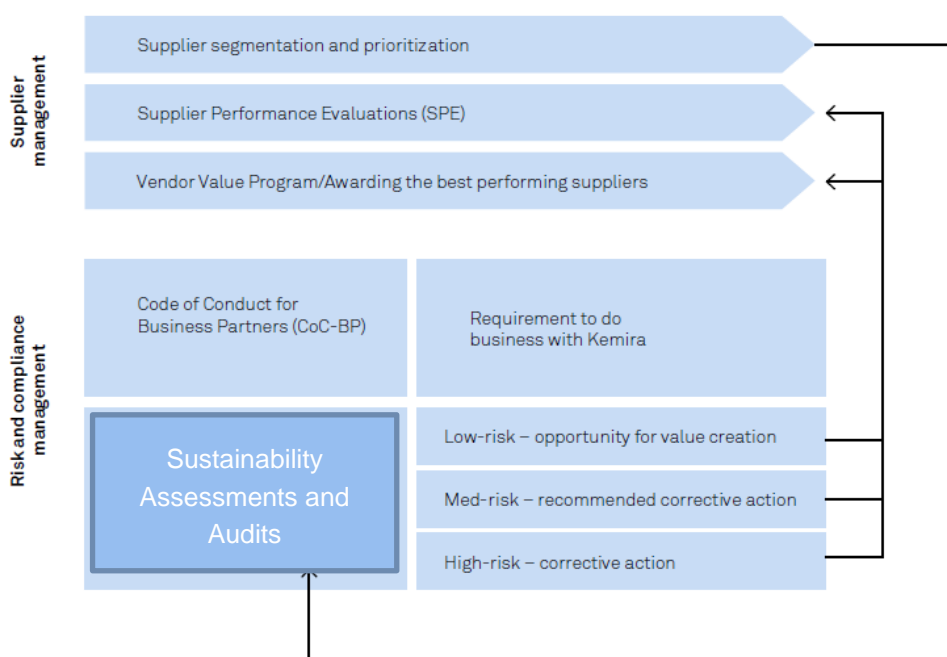 Supplier
management
Supplier segmentation and prioritization
Supplier Performance Evaluations (SPE)
Vendor Value Program/Awarding the best performing suppliers
Risk and compliance
management
Code of Conduct for
Business Partners (CoC-BP)
Requirement to do
business with Kemira
Sustainability
Assessments and
Audits
Low-risk – opportunity for value creation
Med-risk – recommended corrective action
High-risk – corrective action